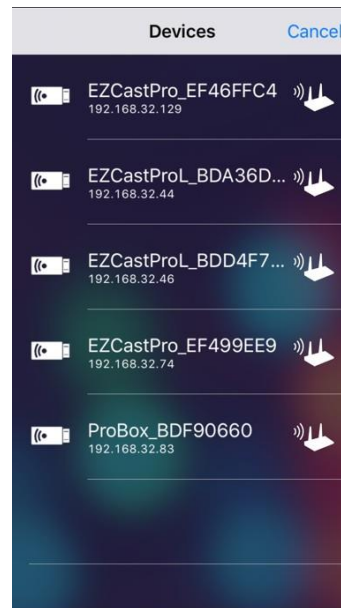 Devices
Cancel
EZCastPro_EF46FFC4
192.168.32.129
EZCastProL_BDA36D...
192.168.32.44
EZCastProL_BDD4F7...
192.168.32.46
EZCastPro_EF499EE9
192.168.32.74
ProBox_BDF90660
192.168.32.83